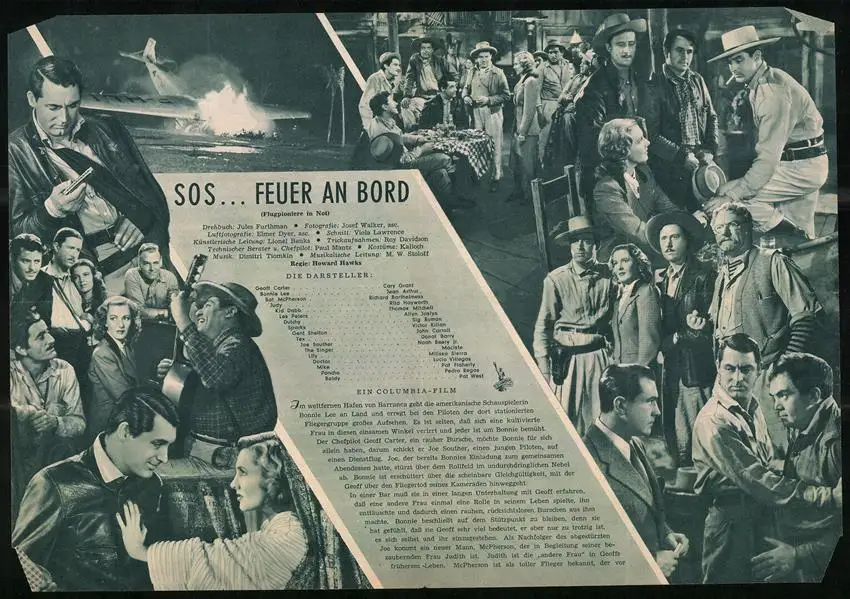 SOS... FEUER AN BORD
(Flugpioniere in Not)
Drehbuch: Jules Furthman • Fotografie: Josef Walker, asc.
Luftfotografie: Elmer Dyer, asc. • Schnitt: Viola Lawrence
Künstlerische Leitung: Lionel Banks • Trickaufnahmen: Roy Davidson
Technischer Berater u. Chefpilot: Paul Mantz • Kostüme: Kalloch
Musik: Dimitri Tiomkin • Musikalische Leitung: M. W. Stoloff
Regie: Howard Hawks
DIE DARSTELLER:
Geoff Carter . . . Cary Grant
Bonnie Lee . . . Jean Arthur
Bat McPherson . . . Richard Barthelmess
Judy . . . Rita Hayworth
Kid Dabb . . . Thomas Mitchell
Les Peters . . . Allyn Joslyn
Dutchy . . . Sig Ruman
Sparks . . . Victor Kilian
Gent Shelton . . . John Carroll
Tex . . . Donal Barry
Joe Souther . . . Noah Beery jr.
The Singer . . . Maciste
Lily . . . Milissa Sierra
Doctor . . . Lucio Villegas
Mike . . . Pat Flaherty
Pancho . . . Pedro Regas
Baldy . . . Pat West
EIN COLUMBIA-FILM
Im weltfernen Hafen von Barranca geht die amerikanische Schauspielerin
Bonnie Lee an Land und erregt bei den Piloten der dort stationierten
Fliegergruppe großes Aufsehen. Es ist selten, daß sich eine kultivierte
Frau in diesen einsamen Winkel verirrt und jeder ist um Bonnie bemüht.
Der Chefpilot Geoff Carter, ein rauher Bursche, möchte Bonnie für sich
allein haben, darum schickt er Joe Souther, einen jungen Piloten, auf
einen Dienstflug. Joe, der bereits Bonnies Einladung zum gemeinsamen
Abendessen hatte, stürzt über dem Rollfeld im undurchdringlichen Nebel
ab. Bonnie ist erschüttert über die scheinbare Gleichgültigkeit, mit der
Geoff über den Fliegertod seines Kameraden hinweggeht.
In einer Bar muß sie in einer langen Unterhaltung mit Geoff erfahren,
daß eine andere Frau einmal eine Rolle in seinem Leben spielte, ihn
enttäuschte und dadurch einen rauhen, rücksichtslosen Burschen aus ihm
machte. Bonnie beschließt auf dem Stützpunkt zu bleiben, denn sie
hat gefühlt, daß sie Geoff sehr viel bedeutet, er aber nur zu trotzig ist,
es sich selbst und ihr einzugestehen. Als Nachfolger des abgestürzten
Joe kommt ein neuer Mann, McPherson, der in Begleitung seiner be-
zaubernden Frau Judith ist. Judith ist die „andere Frau" in Geoffs
früherem Leben. McPherson ist als toller Flieger bekannt, der vor